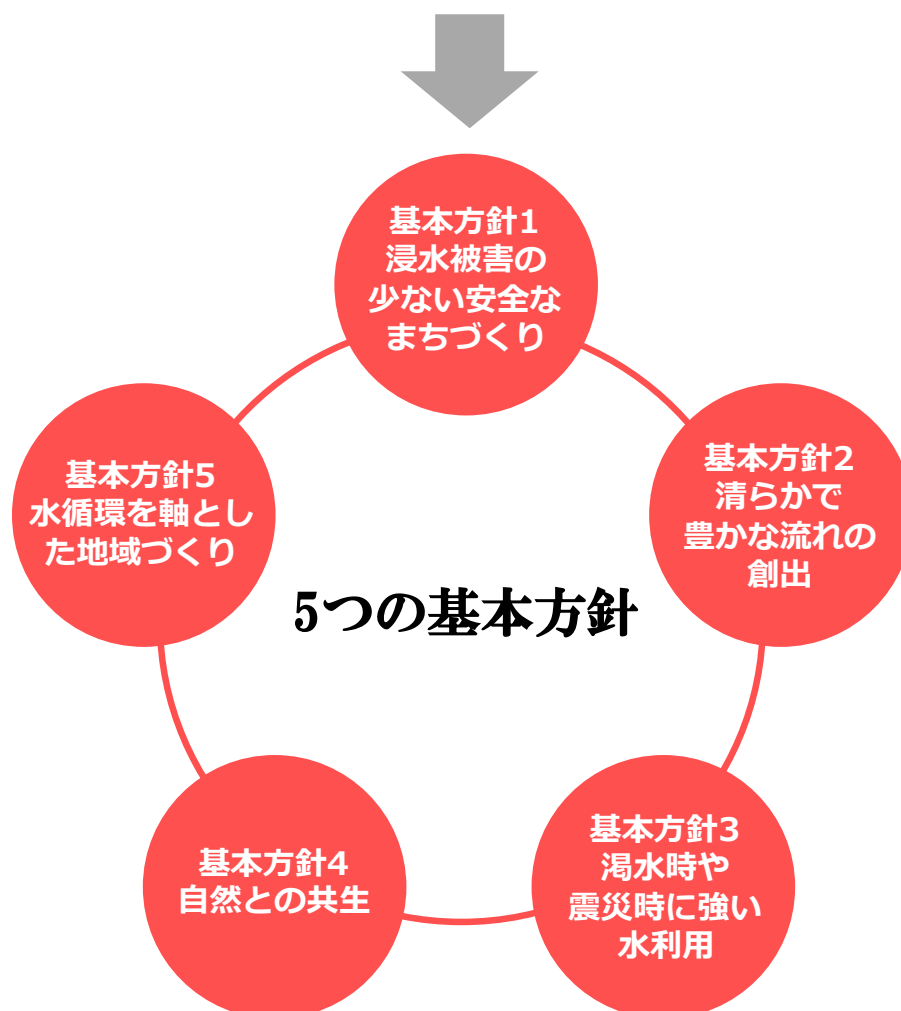 基本方針1
浸水被害の
少ない安全な
まちづくり
基本方針2
清らかで
豊かな流れの
創出
基本方針3
渇水時や
震災時に強い
水利用
基本方針4
自然との共生
基本方針5
水循環を軸とし
た地域づくり
5つの基本方針